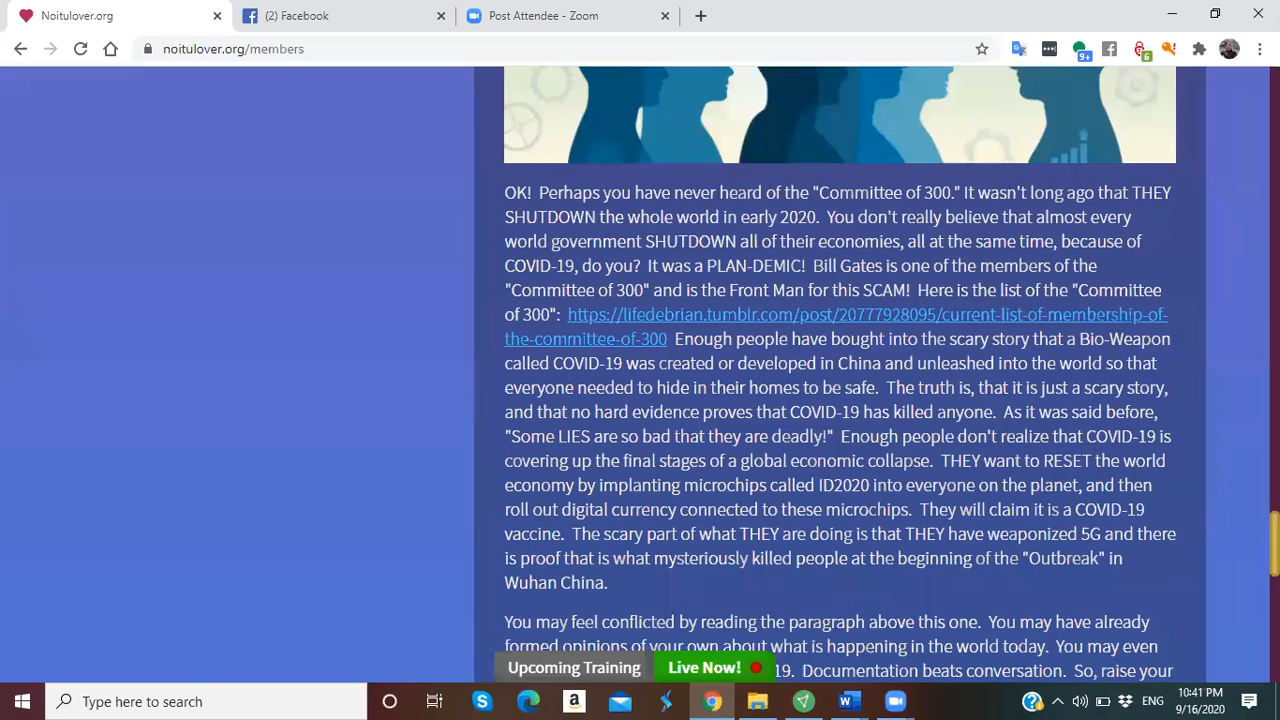 Noitulover.org
(2) Facebook
Post Attendee - Zoom
noitulover.org/members
9+
6
OK! Perhaps you have never heard of the "Committee of 300." It wasn't long ago that THEY
SHUTDOWN the whole world in early 2020. You don't really believe that almost every
world government SHUTDOWN all of their economies, all at the same time, because of
COVID-19, do you? It was a PLAN-DEMIC! Bill Gates is one of the members of the
"Committee of 300" and is the Front Man for this SCAM! Here is the list of the "Committee
of 300": https://lifedebrian.tumblr.com/post/20777928095/current-list-of-membership-of-
the-committee-of-300 Enough people have bought into the scary story that a Bio-Weapon
called COVID-19 was created or developed in China and unleashed into the world so that
everyone needed to hide in their homes to be safe. The truth is, that it is just a scary story,
and that no hard evidence proves that COVID-19 has killed anyone. As it was said before,
"Some LIES are so bad that they are deadly!" Enough people don't realize that COVID-19 is
covering up the final stages of a global economic collapse. THEY want to RESET the world
economy by implanting microchips called ID2020 into everyone on the planet, and then
roll out digital currency connected to these microchips. They will claim it is a COVID-19
vaccine. The scary part of what THEY are doing is that THEY have weaponized 5G and there
is proof that is what mysteriously killed people at the beginning of the "Outbreak" in
Wuhan China.
You may feel conflicted by reading the paragraph above this one. You may have already
formed opinions of your own about what is happening in the world today. You may even
19. Documentation beats conversation. So, raise your
Upcoming Training
Live Now!
Type here to search
ENG
10:41 PM
9/16/2020